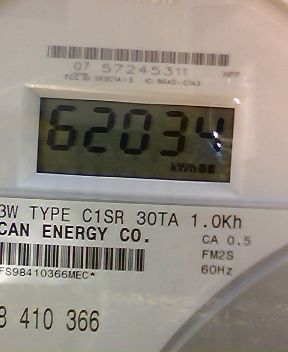 07 57245311
62034
kWh
3W TYPE C1SR 30TA 1.0Kh
CAN ENERGY CO.
CA 0.5
FM2S
60Hz
FS98410366MEC*
8 410 366